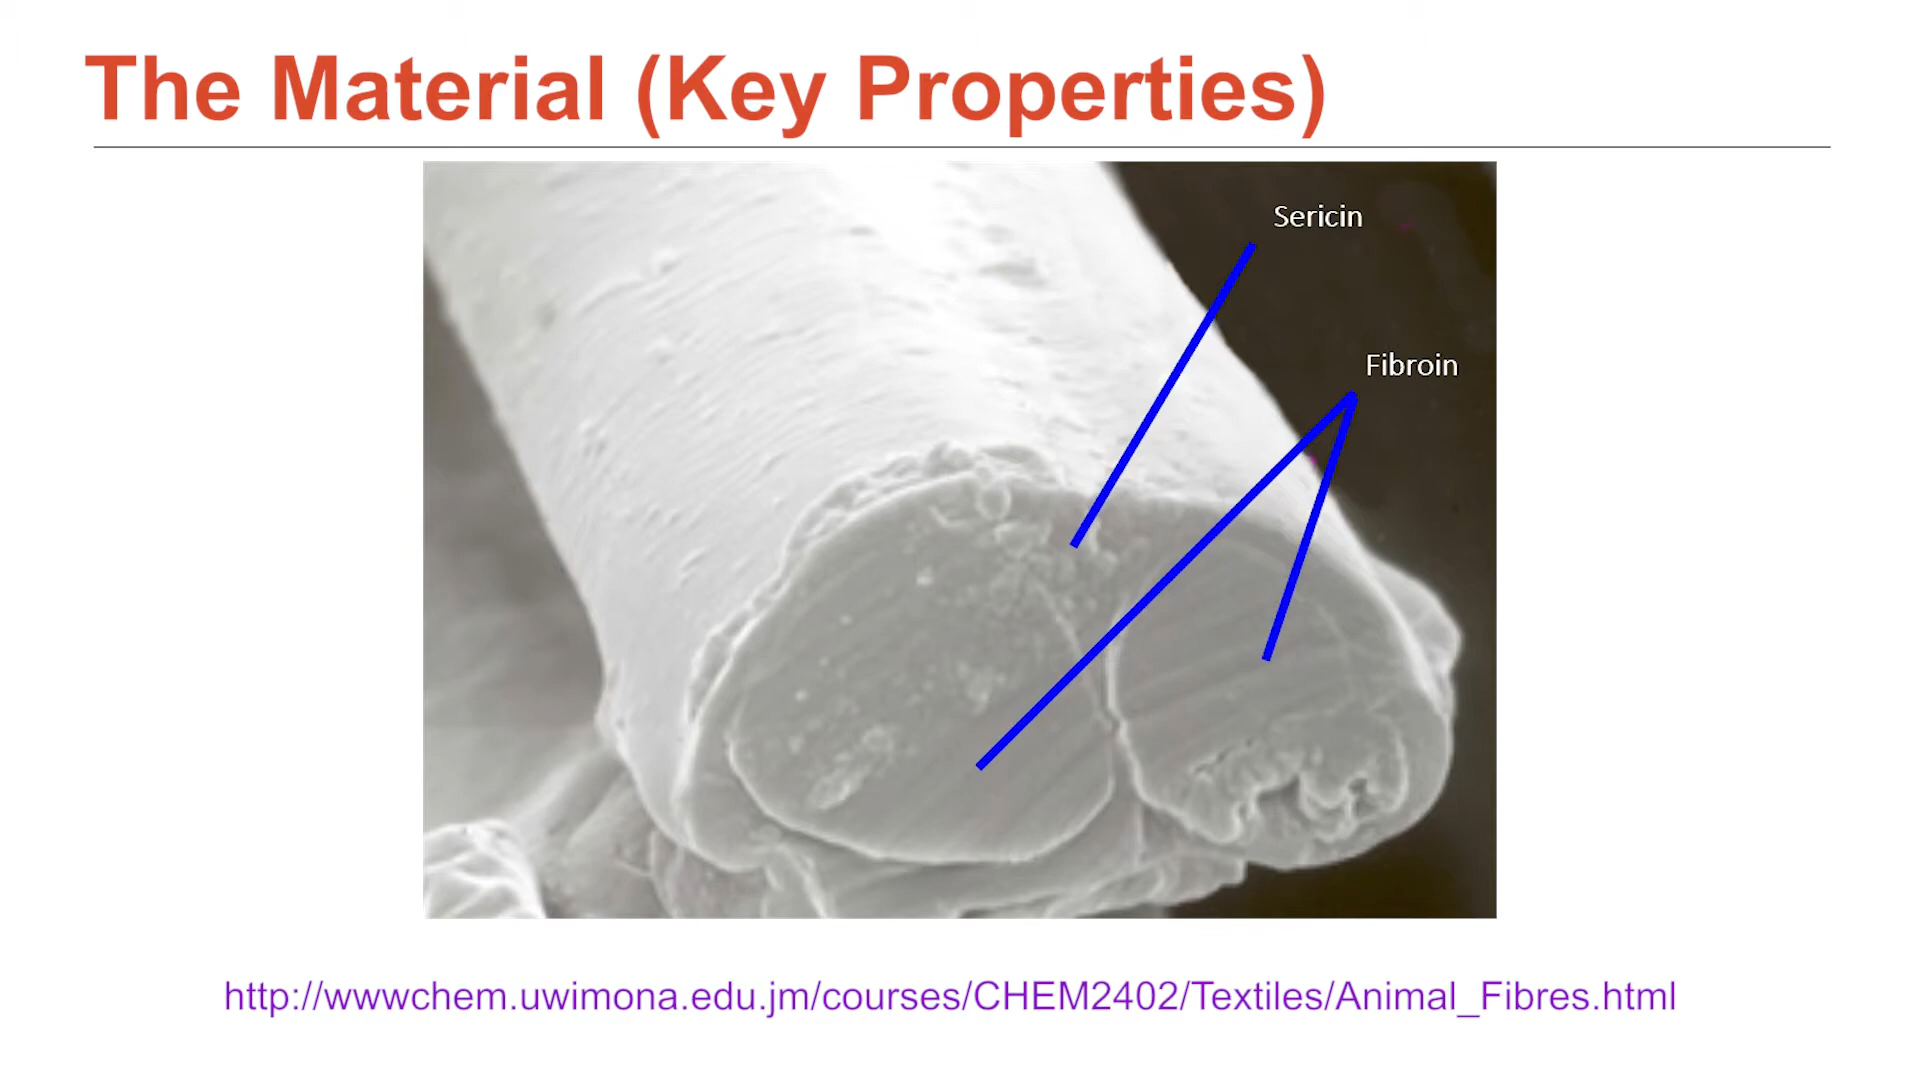 The Material (Key Properties)
Sericin
Fibroin
http://wwwchem.uwimona.edu.jm/courses/CHEM2402/Textiles/Animal_Fibres.html